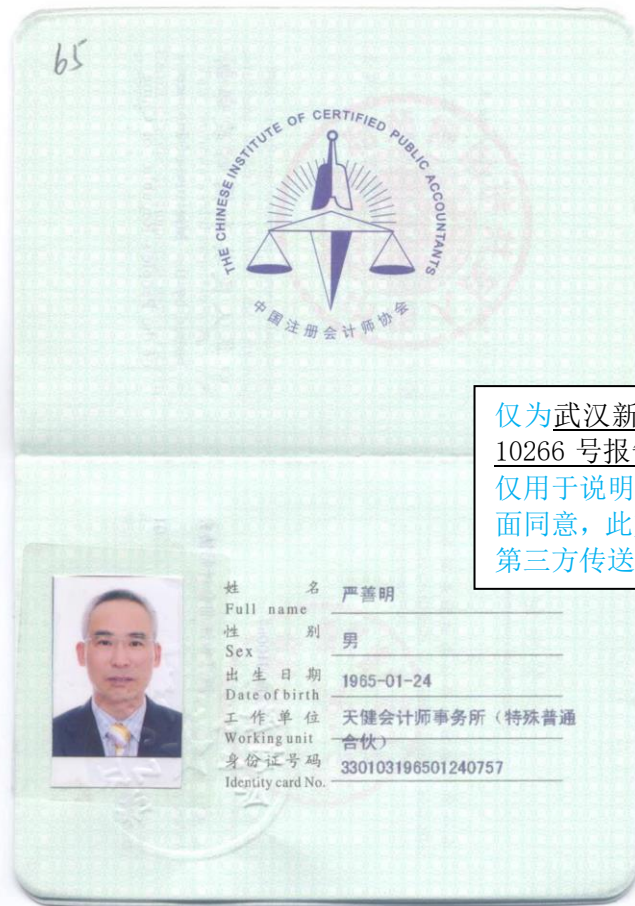 65
THE CHINESE INSTITUTE OF CERTIFIED PUBLIC ACCOUNTANTS
中国注册会计师协会
仅为武汉新
10266 号报
仅用于说明
面同意，此
第三方传送
姓 名 严善明
Full name
性 别 男
Sex
出生日期 1965-01-24
Date of birth
工作单位 天健会计师事务所（特殊普通
Working unit 合伙）
身份证号码 330103196501240757
Identity card No.